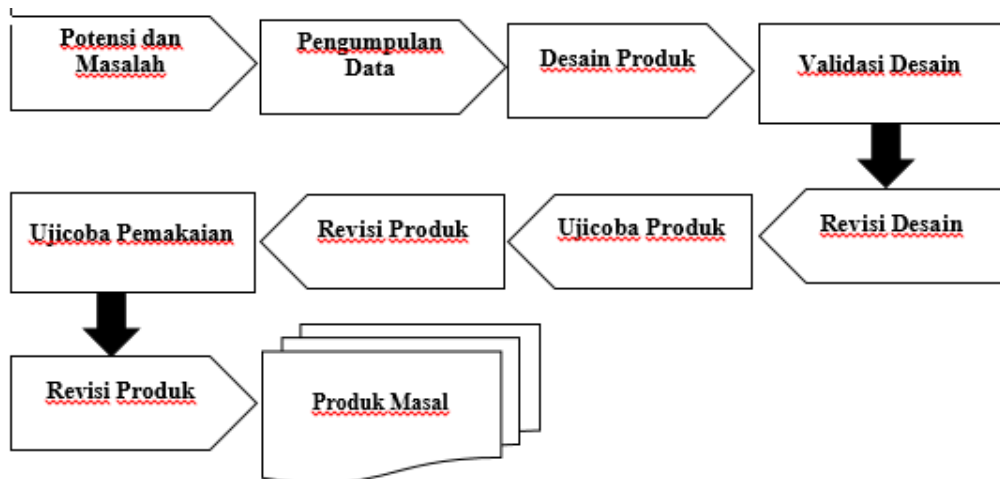 Potensi dan
Masalah
Pengumpulan
Data
Desain Produk
Validasi Desain
Revisi Desain
Ujicoba Produk
Revisi Produk
Ujicoba Pemakaian
Revisi Produk
Produk Masal